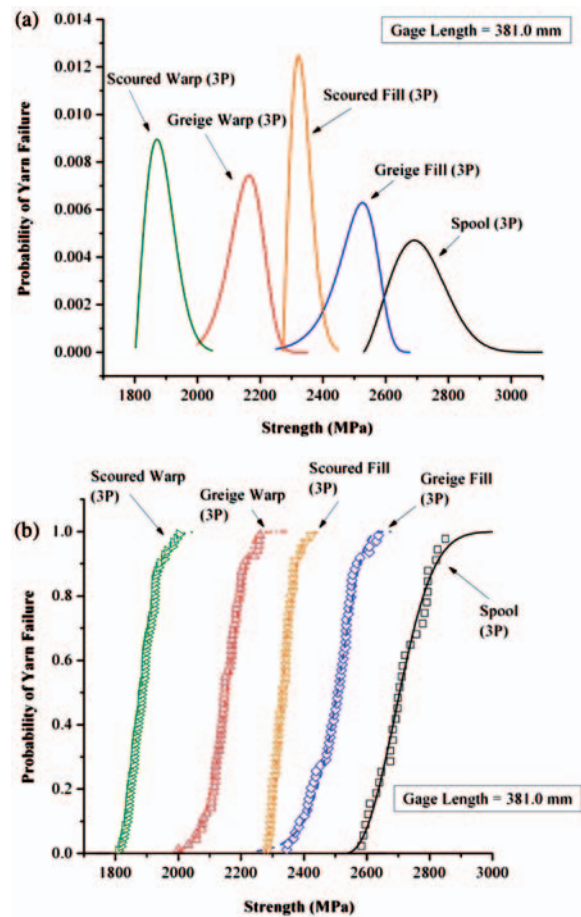 (a)
Gage Length = 381.0 mm
0.014
0.012
0.010
0.008
0.006
0.004
0.002
0.000
Probability of Yarn Failure
Scoured Warp (3P)
Greige Warp (3P)
Scoured Fill (3P)
Greige Fill (3P)
Spool (3P)
1800 2000 2200 2400 2600 2800 3000
Strength (MPa)
(b)
Scoured Warp
(3P)
Greige Warp
(3P)
Scoured Fill
(3P)
Greige Fill
(3P)
Spool
(3P)
1.0
0.8
0.6
0.4
0.2
0.0
Probability of Yarn Failure
Gage Length = 381.0 mm
1800 2000 2200 2400 2600 2800 3000
Strength (MPa)